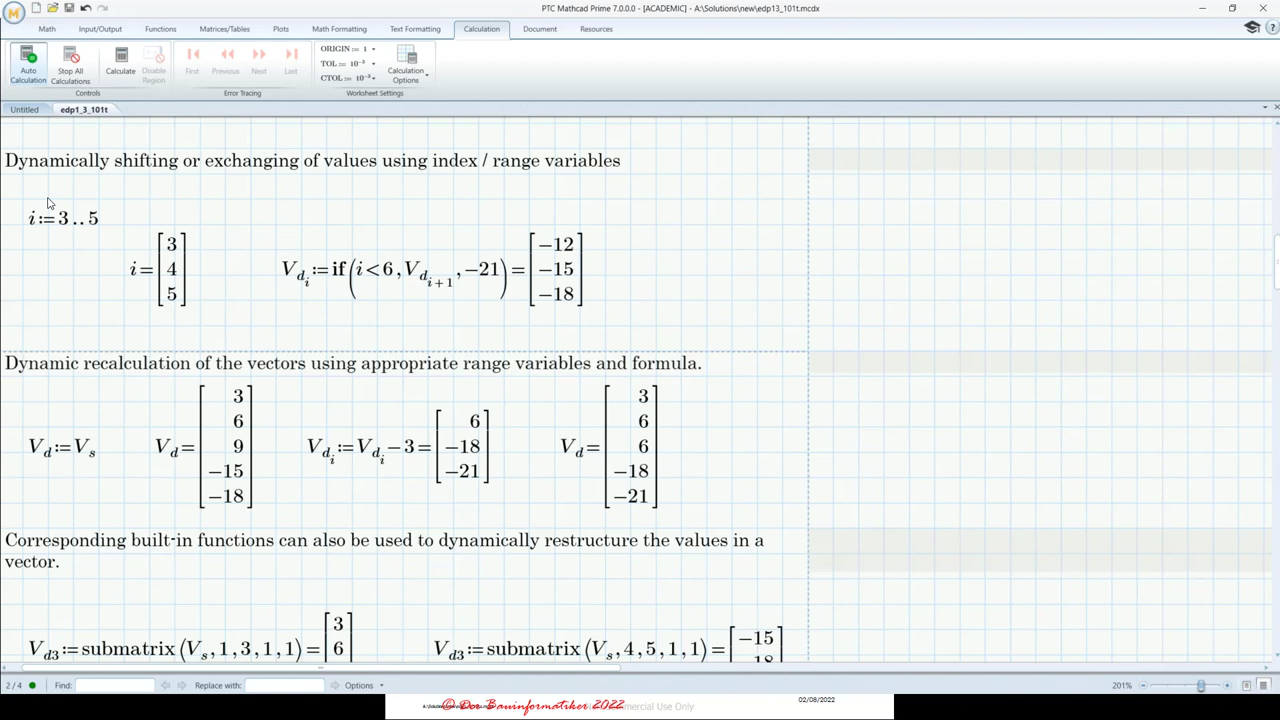 PTC Mathcad Prime 7.0.0.0 - [ACADEMIC] - A:\Solutions\new\edp13_101t.mcdx
Math Input/Output Functions Matrices/Tables Plots Math Formatting Text Formatting Calculation Document Resources
Auto Calculation Stop All Calculations Calculate Disable Region First Previous Next Last ORIGIN := 1 TOL := 10⁻³ CTOL := 10⁻³ Calculation Options
Controls Error Tracing Worksheet Settings
Untitled edp1_3_101t
Dynamically shifting or exchanging of values using index / range variables
i := 3 .. 5
i = [3 4 5] V_d_i := if (i < 6, V_d_i+1, −21) = [−12 −15 −18]
Dynamic recalculation of the vectors using appropriate range variables and formula.
V_d := V_s V_d = [3 6 9 −15 −18] V_d_i := V_d_i − 3 = [6 −18 −21] V_d = [3 6 6 −18 −21]
Corresponding built-in functions can also be used to dynamically restructure the values in a
vector.
V_d3 := submatrix (V_s, 1, 3, 1, 1) = [3 6 V_d3 := submatrix (V_s, 4, 5, 1, 1) = [−15
2 / 4 Find: Replace with: Options 201%
© Der Bauinformatiker 2022 Commercial Use Only 02/08/2022